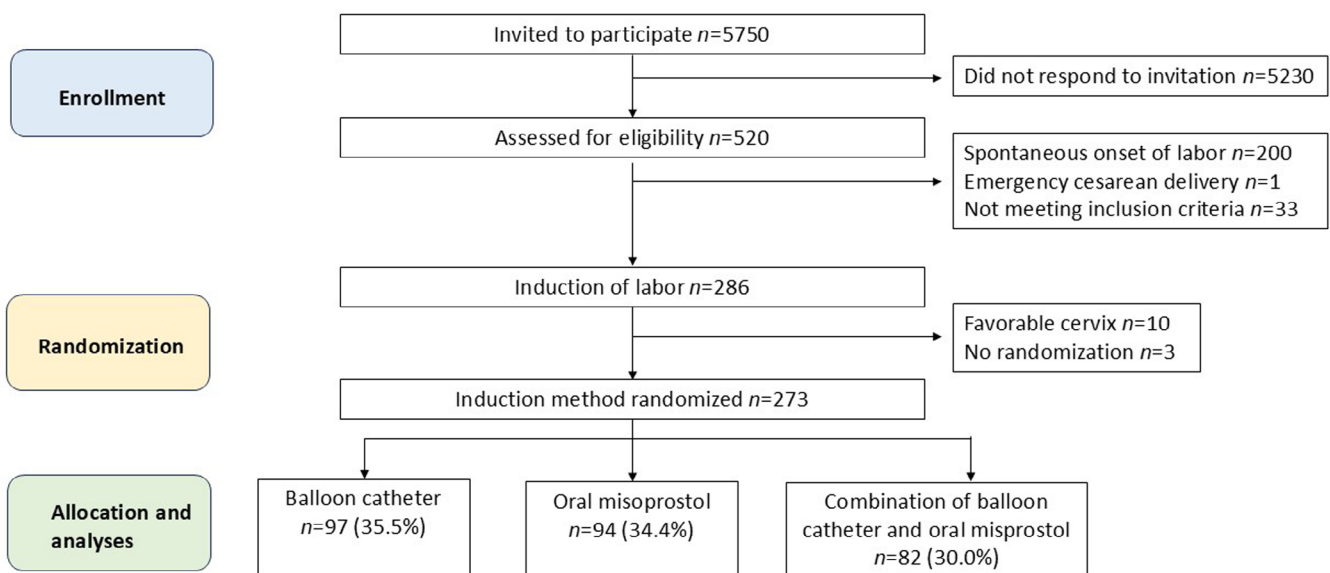 Invited to participate n=5750
Enrollment
Did not respond to invitation n=5230
Assessed for eligibility n=520
Spontaneous onset of labor n=200
Emergency cesarean delivery n=1
Not meeting inclusion criteria n=33
Induction of labor n=286
Randomization
Favorable cervix n=10
No randomization n=3
Induction method randomized n=273
Allocation and
analyses
Balloon catheter
n=97 (35.5%)
Oral misoprostol
n=94 (34.4%)
Combination of balloon
catheter and oral misprostol
n=82 (30.0%)